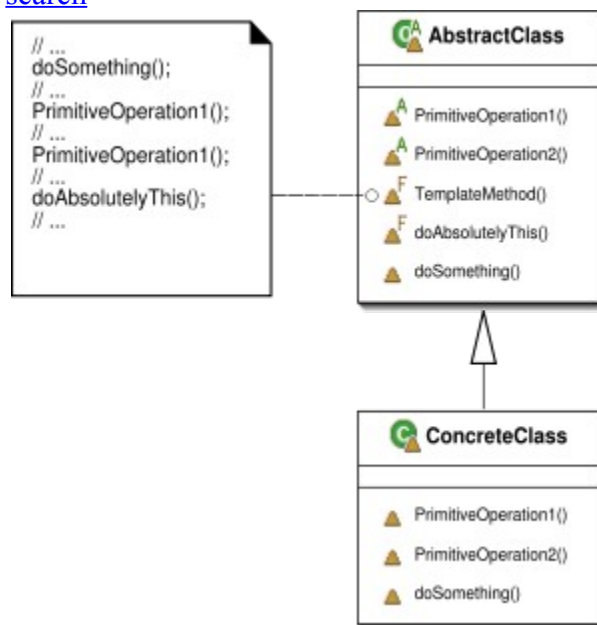 search
// ...
doSomething();
// ...
PrimitiveOperation1();
// ...
PrimitiveOperation1();
// ...
doAbsolutelyThis();
// ...
C A AbstractClass
A PrimitiveOperation1()
A PrimitiveOperation2()
F TemplateMethod()
F doAbsolutelyThis()
doSomething()
C ConcreteClass
PrimitiveOperation1()
PrimitiveOperation2()
doSomething()